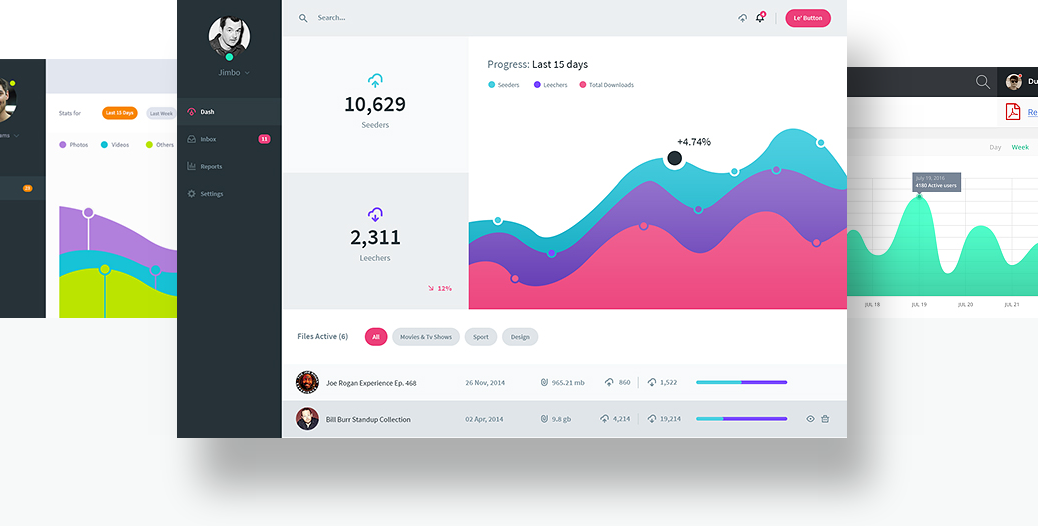 ems
25
Stats for
Last 10 Days
Last Week
Photos
Videos
Others
Jimbo
Dash
Inbox
11
Reports
Settings
Search...
Le' Button
10,629
Seeders
2,311
Leechers
12%
Progress: Last 15 days
Seeders
Leechers
Total Downloads
+4.74%
Files Active (6)
All
Movies & Tv Shows
Sport
Design
Joe Rogan Experience Ep. 468
26 Nov, 2014
965.21 mb
860
1,522
Bill Burr Standup Collection
02 Apr, 2014
9.8 gb
4,214
19,214
Du
Re
Day
Week
July 19, 2016
4180 Active users
JUL 18
JUL 19
JUL 20
JUL 21